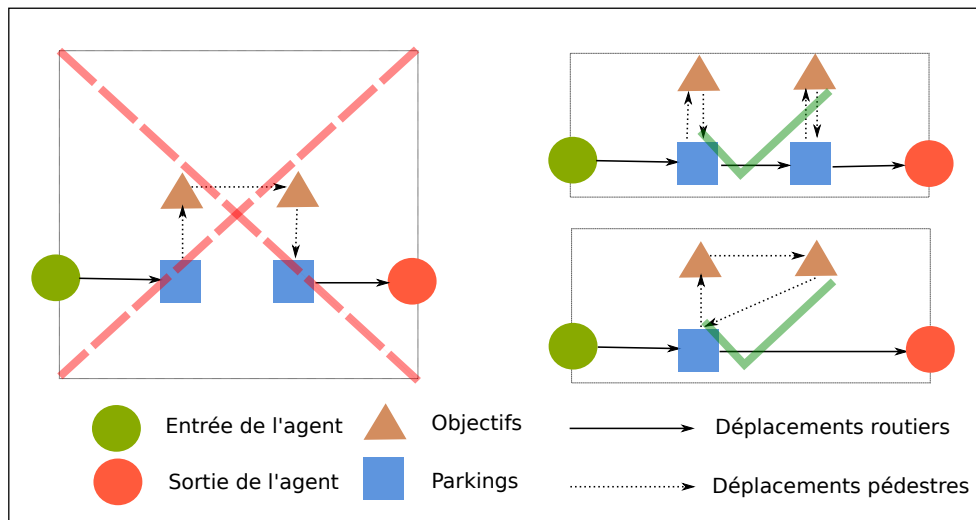 Entrée de l'agent
Objectifs
Déplacements routiers
Sortie de l'agent
Parkings
Déplacements pédestres